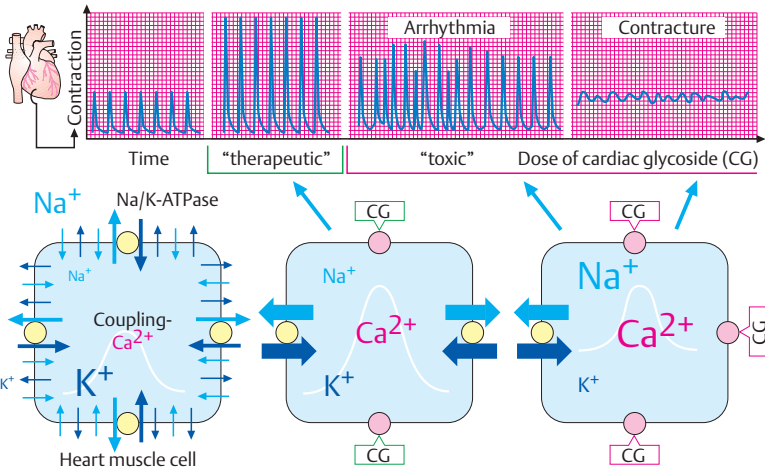 Arrhythmia
Contracture
Contraction
Time
“therapeutic”
“toxic”
Dose of cardiac glycoside (CG)
Na+
Na/K-ATPase
CG
CG
Na+
Na+
Na+
Coupling-
Ca2+
Ca2+
Ca2+
CG
K+
K+
K+
K+
CG
CG
Heart muscle cell